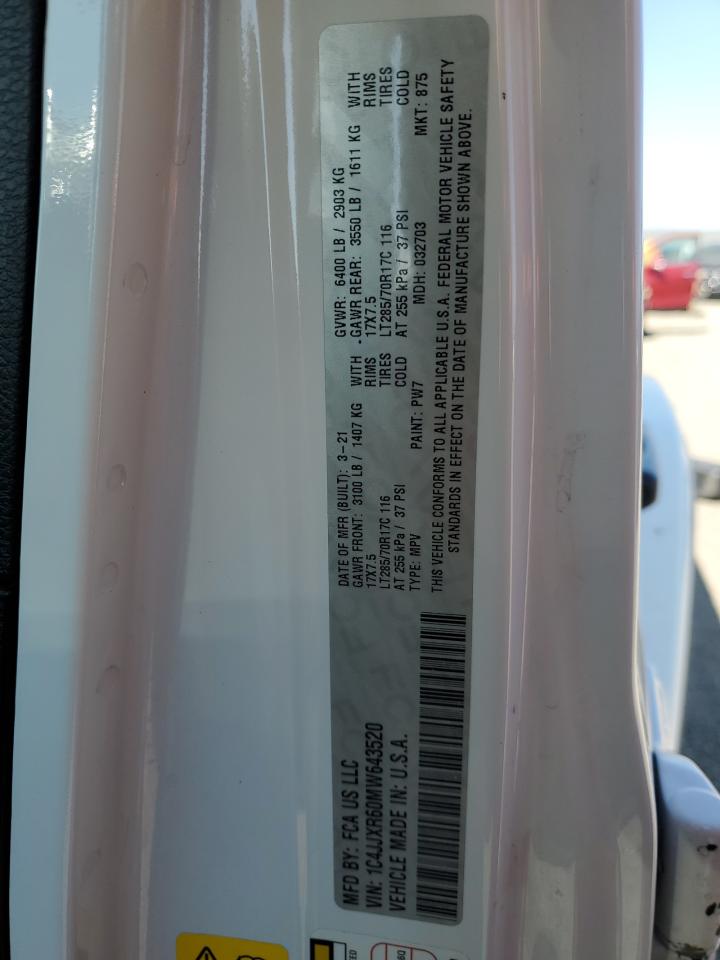 MFD BY: FCA US LLC
VIN: 1C4JJXR60MW643520
VEHICLE MADE IN: U.S.A.
DATE OF MFR (BUILT): 3-21
GAWR FRONT: 3100 LB / 1407 KG WITH
17X7.5 RIMS
LT285/70R17C 116 TIRES
AT 255 kPa / 37 PSI COLD
TYPE: MPV PAINT: PW7
GVWR: 6400 LB / 2903 KG
GAWR REAR: 3550 LB / 1611 KG WITH
17X7.5 RIMS
LT285/70R17C 116 TIRES
AT 255 kPa / 37 PSI COLD
MDH: 032703 MKT: 875
THIS VEHICLE CONFORMS TO ALL APPLICABLE U.S.A. FEDERAL MOTOR VEHICLE SAFETY
STANDARDS IN EFFECT ON THE DATE OF MANUFACTURE SHOWN ABOVE.